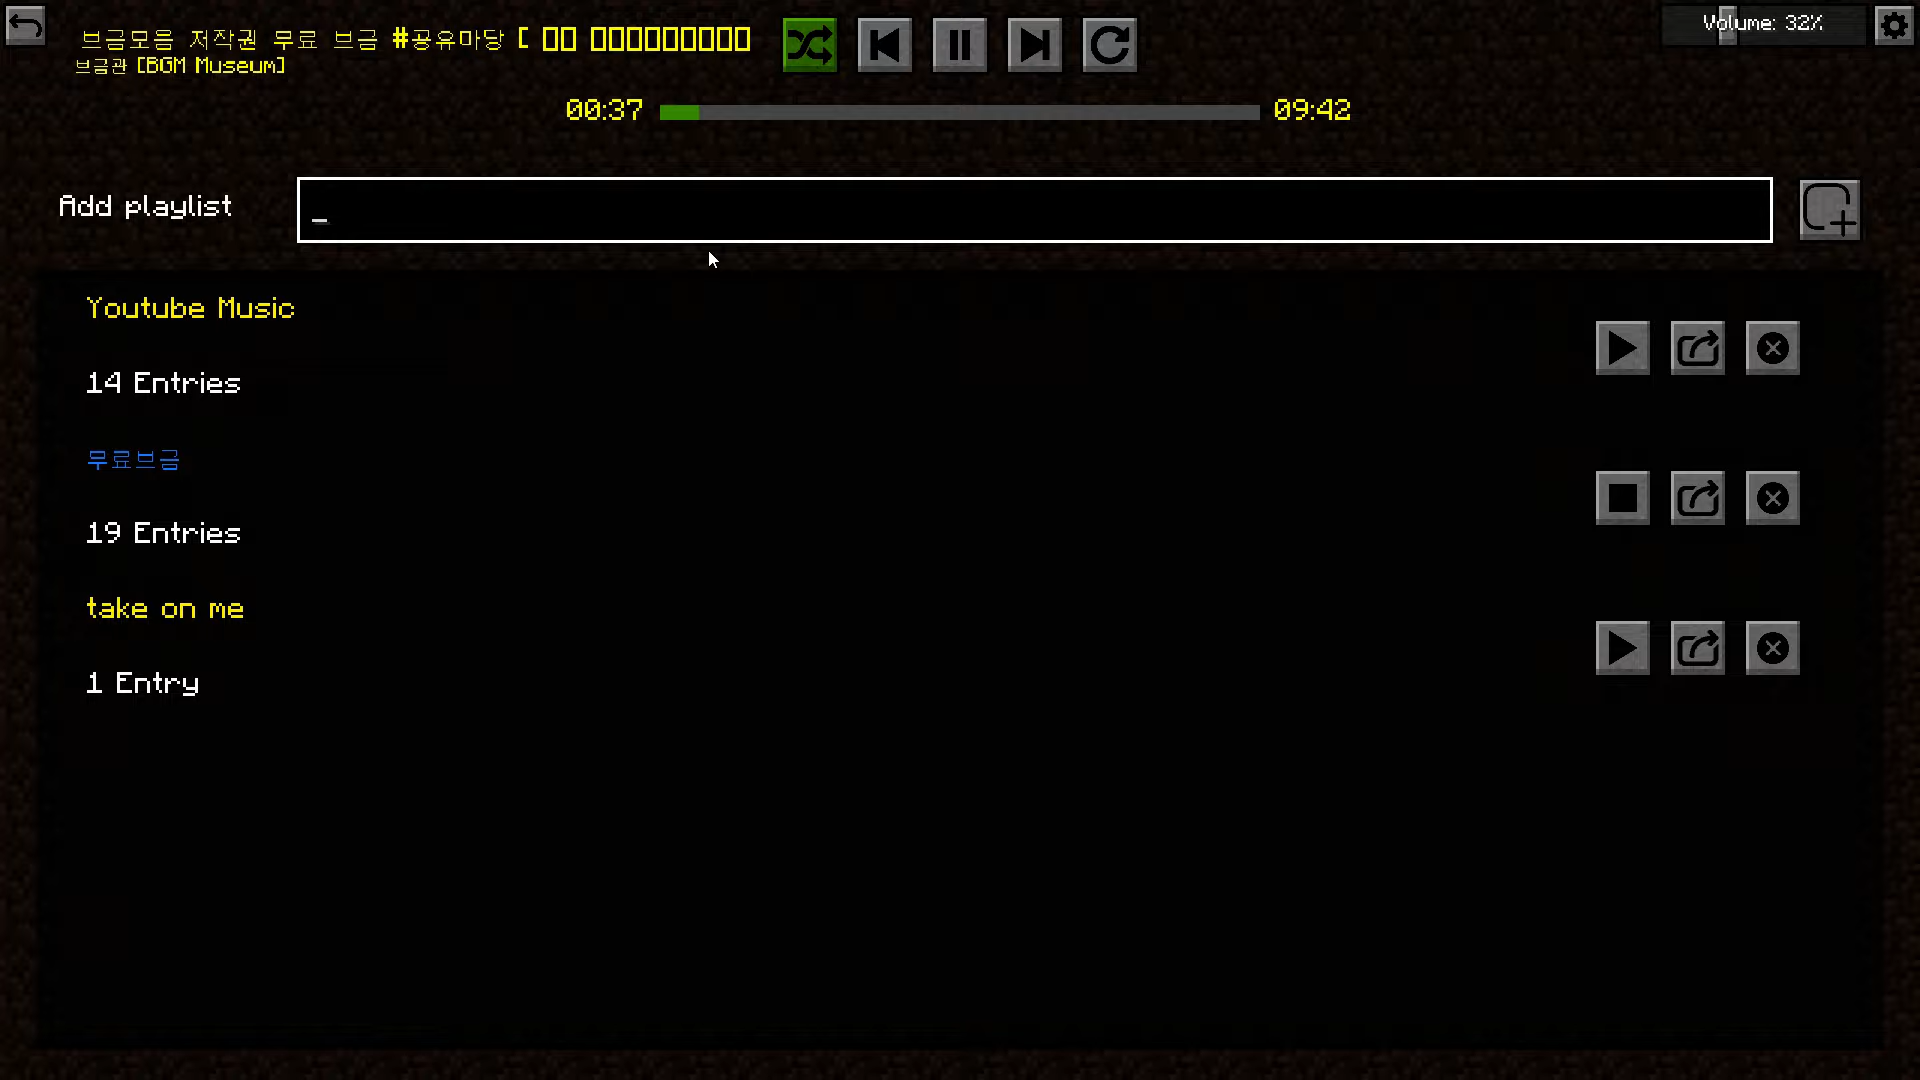 브금모음 저작권 무료 브금 #공유마당 [
브금관 [BGM Museum]
Volume: 32%
00:37
09:42
Add playlist
Youtube Music
14 Entries
무료브금
19 Entries
take on me
1 Entry